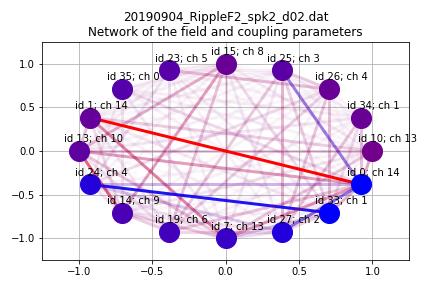 20190904_RippleF2_spk2_d02.dat
Network of the field and coupling parameters
id 15; ch 8
id 23; ch 5
id 25; ch 3
id 35; ch 0
id 26; ch 4
id 1; ch 14
id 34; ch 1
id 13; ch 10
id 10; ch 13
id 24; ch 4
id 0; ch 14
id 14; ch 9
id 33; ch 1
id 19; ch 6
id 27; ch 2
id 7; ch 13
1.0
0.5
0.0
−0.5
−1.0
−1.0
−0.5
0.0
0.5
1.0